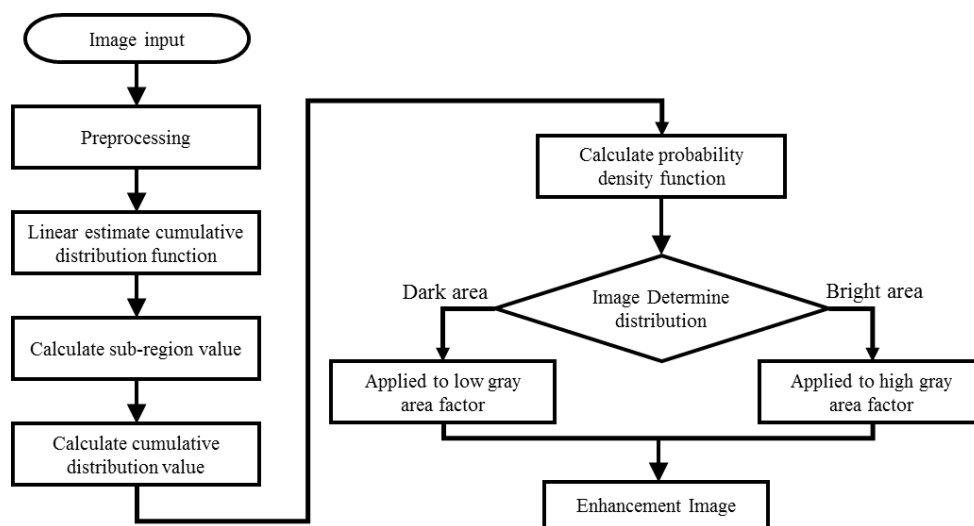 Image input
Preprocessing
Linear estimate cumulative
distribution function
Calculate sub-region value
Calculate cumulative
distribution value
Calculate probability
density function
Image Determine
distribution
Dark area
Bright area
Applied to low gray
area factor
Applied to high gray
area factor
Enhancement Image